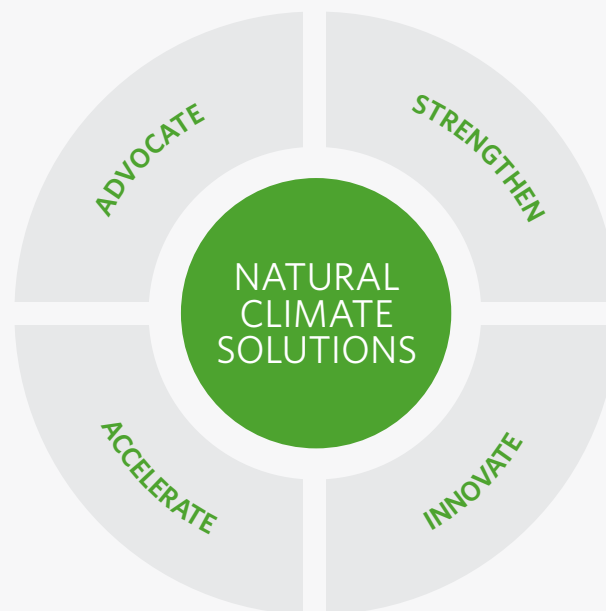 ADVOCATE
STRENGTHEN
NATURAL
CLIMATE
SOLUTIONS
ACCELERATE
INNOVATE